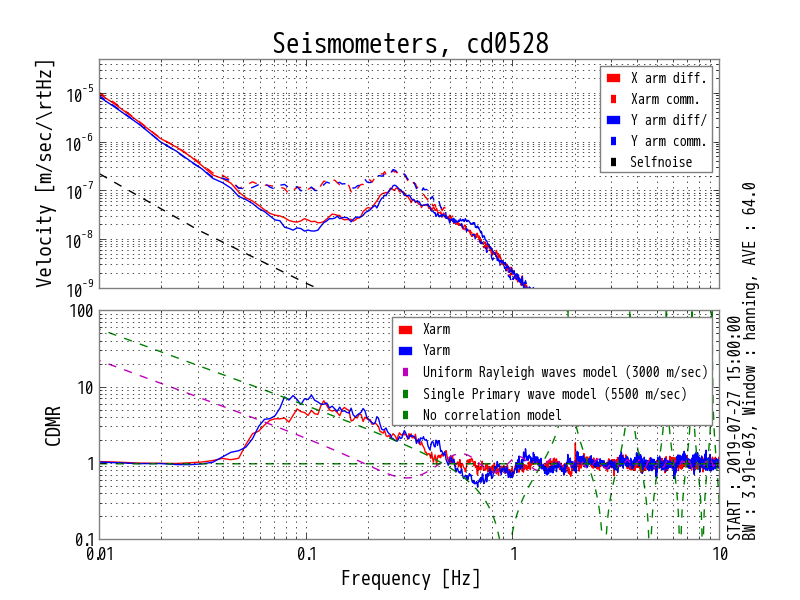 Seismometers, cd0528
Velocity [m/sec/\rtHz]
10-5
10-6
10-7
10-8
10-9
X arm diff.
Xarm comm.
Y arm diff/
Y arm comm.
Selfnoise
CDMR
100
10
1
0.1
Xarm
Yarm
Uniform Rayleigh waves model (3000 m/sec)
Single Primary wave model (5500 m/sec)
No correlation model
0.01
0.1
1
10
Frequency [Hz]
START : 2019-07-27 15:00:00
BW : 3.91e-03, Window : hanning, AVE : 64.0